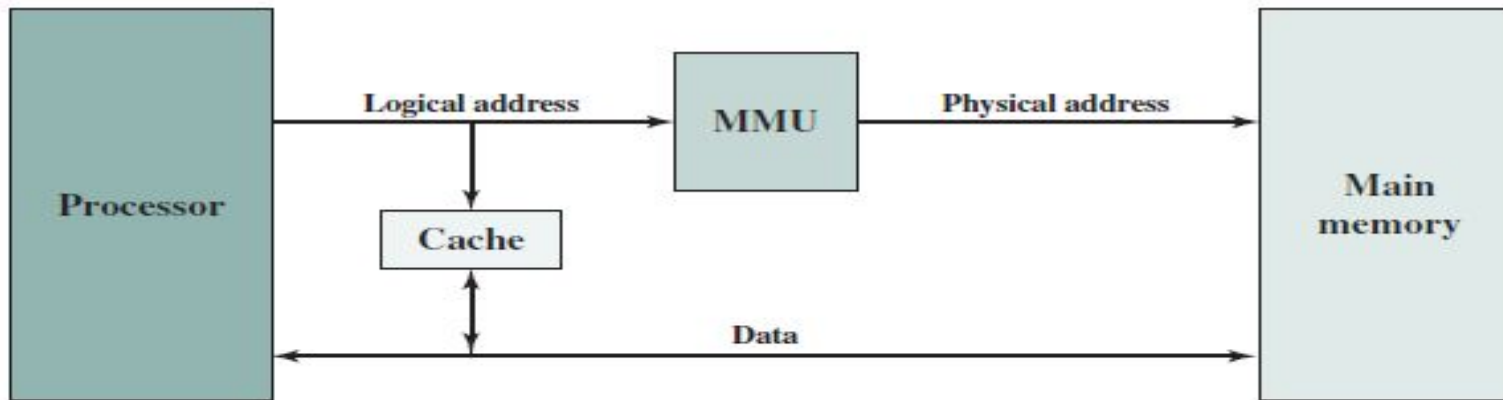 Logical address
Physical address
MMU
Processor
Cache
Main
memory
Data